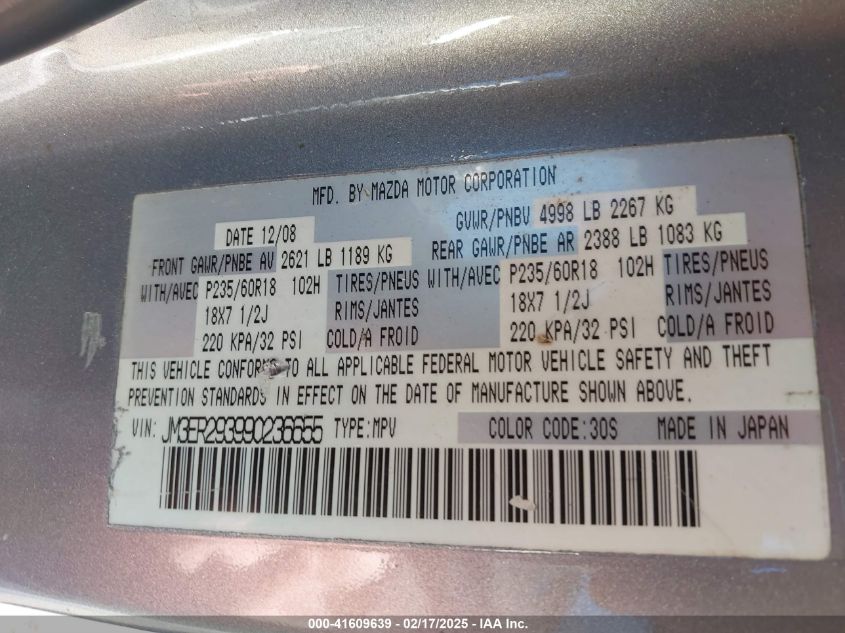 MFD. BY MAZDA MOTOR CORPORATION
DATE 12/08 GVWR/PNBV 4998 LB 2267 KG
FRONT GAWR/PNBE AV 2621 LB 1189 KG REAR GAWR/PNBE AR 2388 LB 1083 KG
WITH/AVEC P235/60R18 102H TIRES/PNEUS WITH/AVEC P235/60R18 102H TIRES/PNEUS
18X7 1/2J RIMS/JANTES 18X7 1/2J RIMS/JANTES
220 KPA/32 PSI COLD/A FROID 220 KPA/32 PSI COLD/A FROID
THIS VEHICLE CONFORMS TO ALL APPLICABLE FEDERAL MOTOR VEHICLE SAFETY AND THEFT
PREVENTION STANDARDS IN EFFECT ON THE DATE OF MANUFACTURE SHOWN ABOVE.
VIN: JM3ER293990236655 TYPE:MPV COLOR CODE:30S MADE IN JAPAN
000-41609639 - 02/17/2025 - IAA Inc.